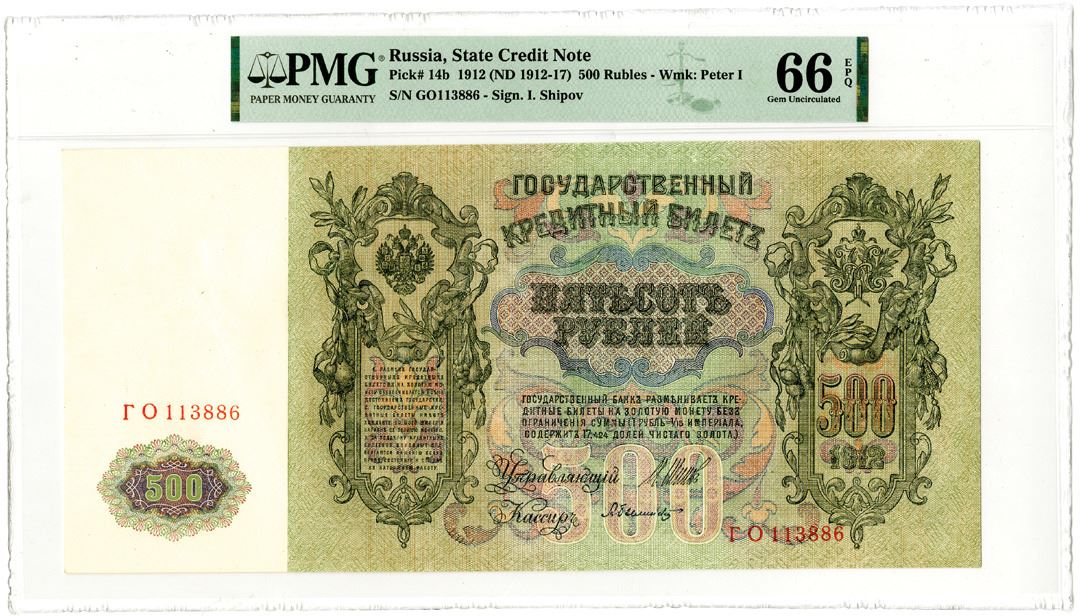 PMG
PAPER MONEY GUARANTY
Russia, State Credit Note
Pick# 14b 1912 (ND 1912-17) 500 Rubles - Wmk: Peter I
S/N GO113886 - Sign. I. Shipov
66 EPQ
Gem Uncirculated
ГОСУДАРСТВЕННЫЙ
КРЕДИТНЫЙ БИЛЕТЪ
ПЯТЬСОТЪ
РУБЛЕЙ
ГОСУДАРСТВЕННЫЙ БАНКЪ РАЗМѢНИВАЕТЪ КРЕ-
ДИТНЫЕ БИЛЕТЫ НА ЗОЛОТУЮ МОНЕТУ БЕЗЪ
ОГРАНИЧЕНІЯ СУММЫ (1 РУБЛЬ = 1/15 ИМПЕРІАЛА,
СОДЕРЖИТЪ 17,424 ДОЛЕЙ ЧИСТАГО ЗОЛОТА.)
500
1912
ГО 113886
500
Управляющій
Кассиръ
500
ГО 113886